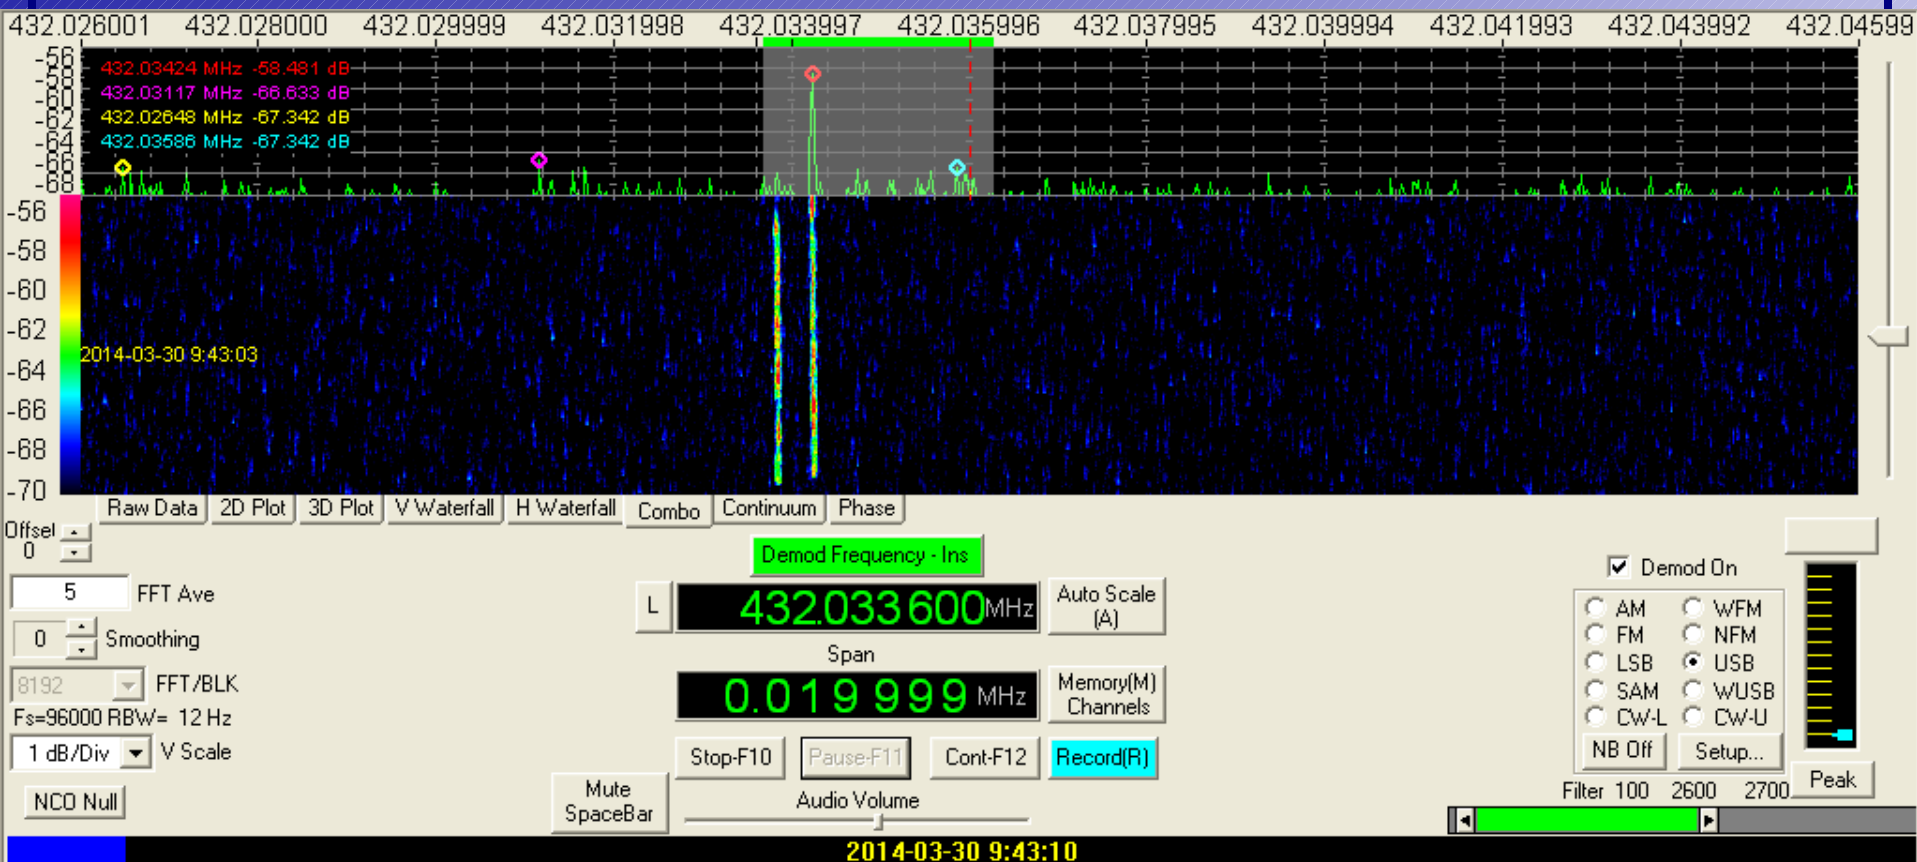 432.026001 432.028000 432.029999 432.031998 432.033997 432.035996 432.037995 432.039994 432.041993 432.043992 432.04599
-56
-58
-60
-62
-64
-66
-68
432.03424 MHz -58.481 dB
432.03117 MHz -66.633 dB
432.02648 MHz -67.342 dB
432.03586 MHz -67.342 dB
-56
-58
-60
-62
-64
-66
-68
-70
2014-03-30 9:43:03
Raw Data 2D Plot 3D Plot V Waterfall H Waterfall Combo Continuum Phase
Offset
0
5 FFT Ave
0 Smoothing
8192 FFT/BLK
Fs=96000 RBW= 12 Hz
1 dB/Div V Scale
NCO Null
Demod Frequency - Ins
L 432.033 600 MHz
Auto Scale
(A)
Span
0.019 999 MHz
Memory(M)
Channels
Stop-F10 Pause-F11 Cont-F12 Record(R)
Mute
SpaceBar
Audio Volume
Demod On
AM WFM
FM NFM
LSB USB
SAM WUSB
CW-L CW-U
NB Off Setup...
Peak
Filter 100 2600 2700
2014-03-30 9:43:10